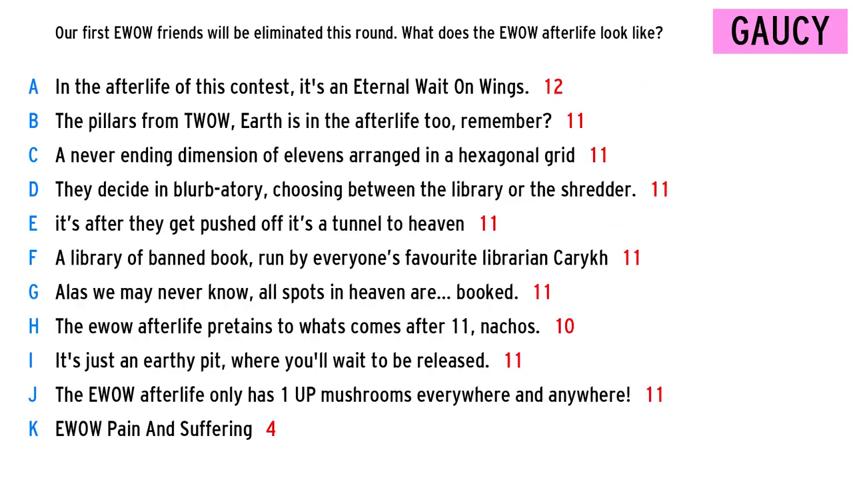 Our first EWOW friends will be eliminated this round. What does the EWOW afterlife look like?
GAUCY
A In the afterlife of this contest, it's an Eternal Wait On Wings. 12
B The pillars from TWOW, Earth is in the afterlife too, remember? 11
C A never ending dimension of elevens arranged in a hexagonal grid 11
D They decide in blurb-atory, choosing between the library or the shredder. 11
E it’s after they get pushed off it’s a tunnel to heaven 11
F A library of banned book, run by everyone’s favourite librarian Carykh 11
G Alas we may never know, all spots in heaven are... booked. 11
H The ewow afterlife pretains to whats comes after 11, nachos. 10
I It's just an earthy pit, where you'll wait to be released. 11
J The EWOW afterlife only has 1 UP mushrooms everywhere and anywhere! 11
K EWOW Pain And Suffering 4